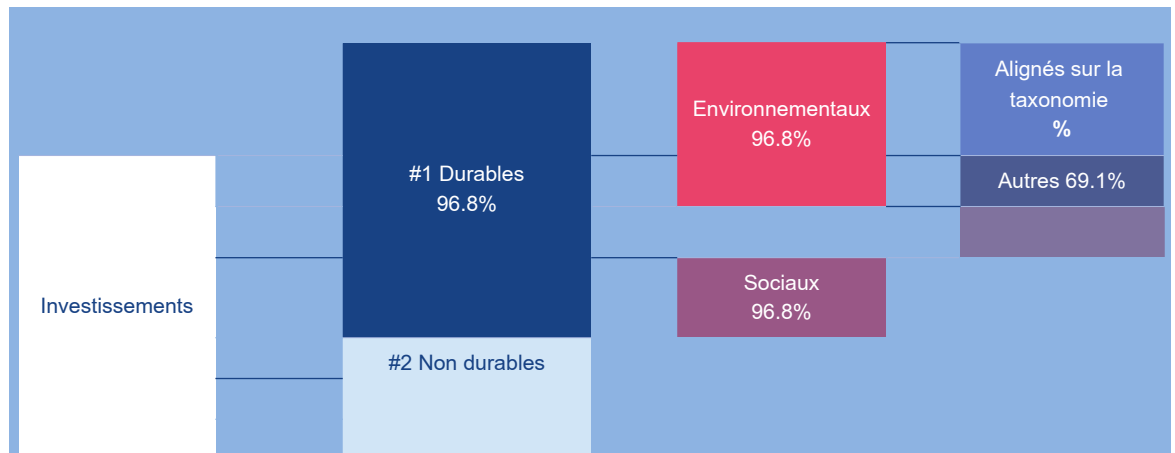 Investissements
#1 Durables
96.8%
#2 Non durables
Environnementaux
96.8%
Sociaux
96.8%
Alignés sur la
taxonomie
%
Autres 69.1%